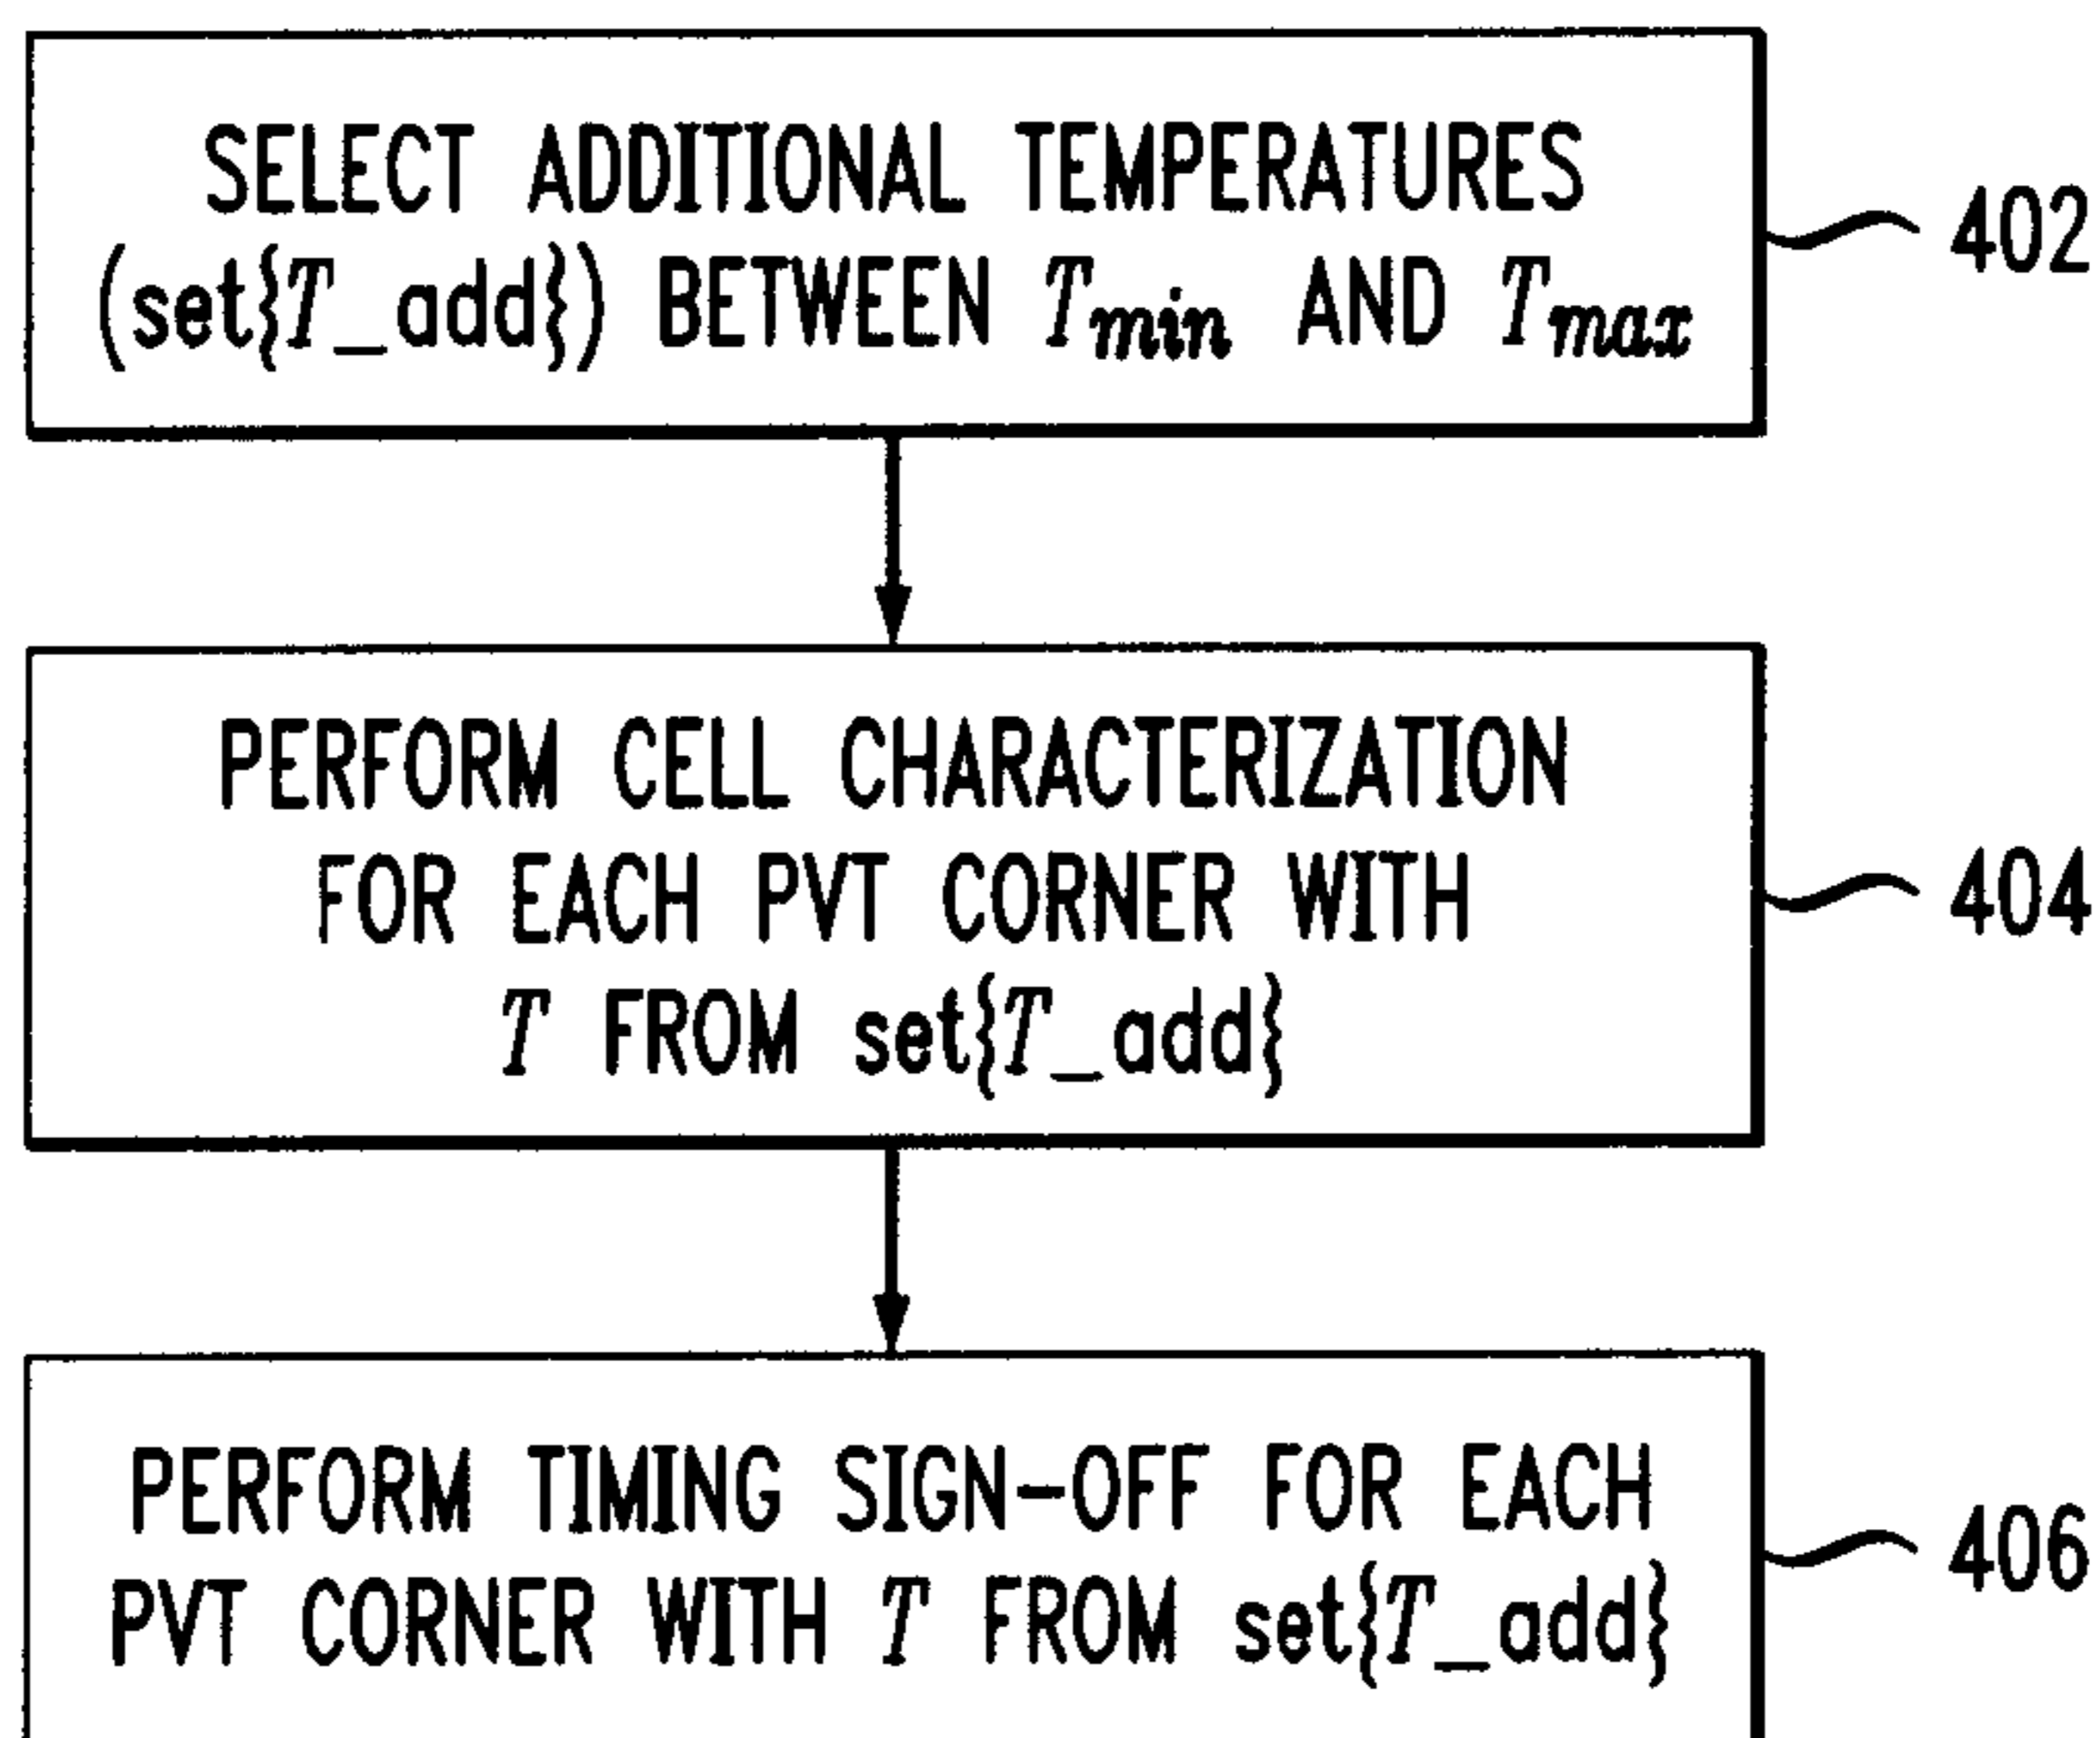 SELECT ADDITIONAL TEMPERATURES
(set{T_add}) BETWEEN Tmin AND Tmax
402
PERFORM CELL CHARACTERIZATION
FOR EACH PVT CORNER WITH
T FROM set{T_add}
404
PERFORM TIMING SIGN-OFF FOR EACH
PVT CORNER WITH T FROM set{T_add}
406